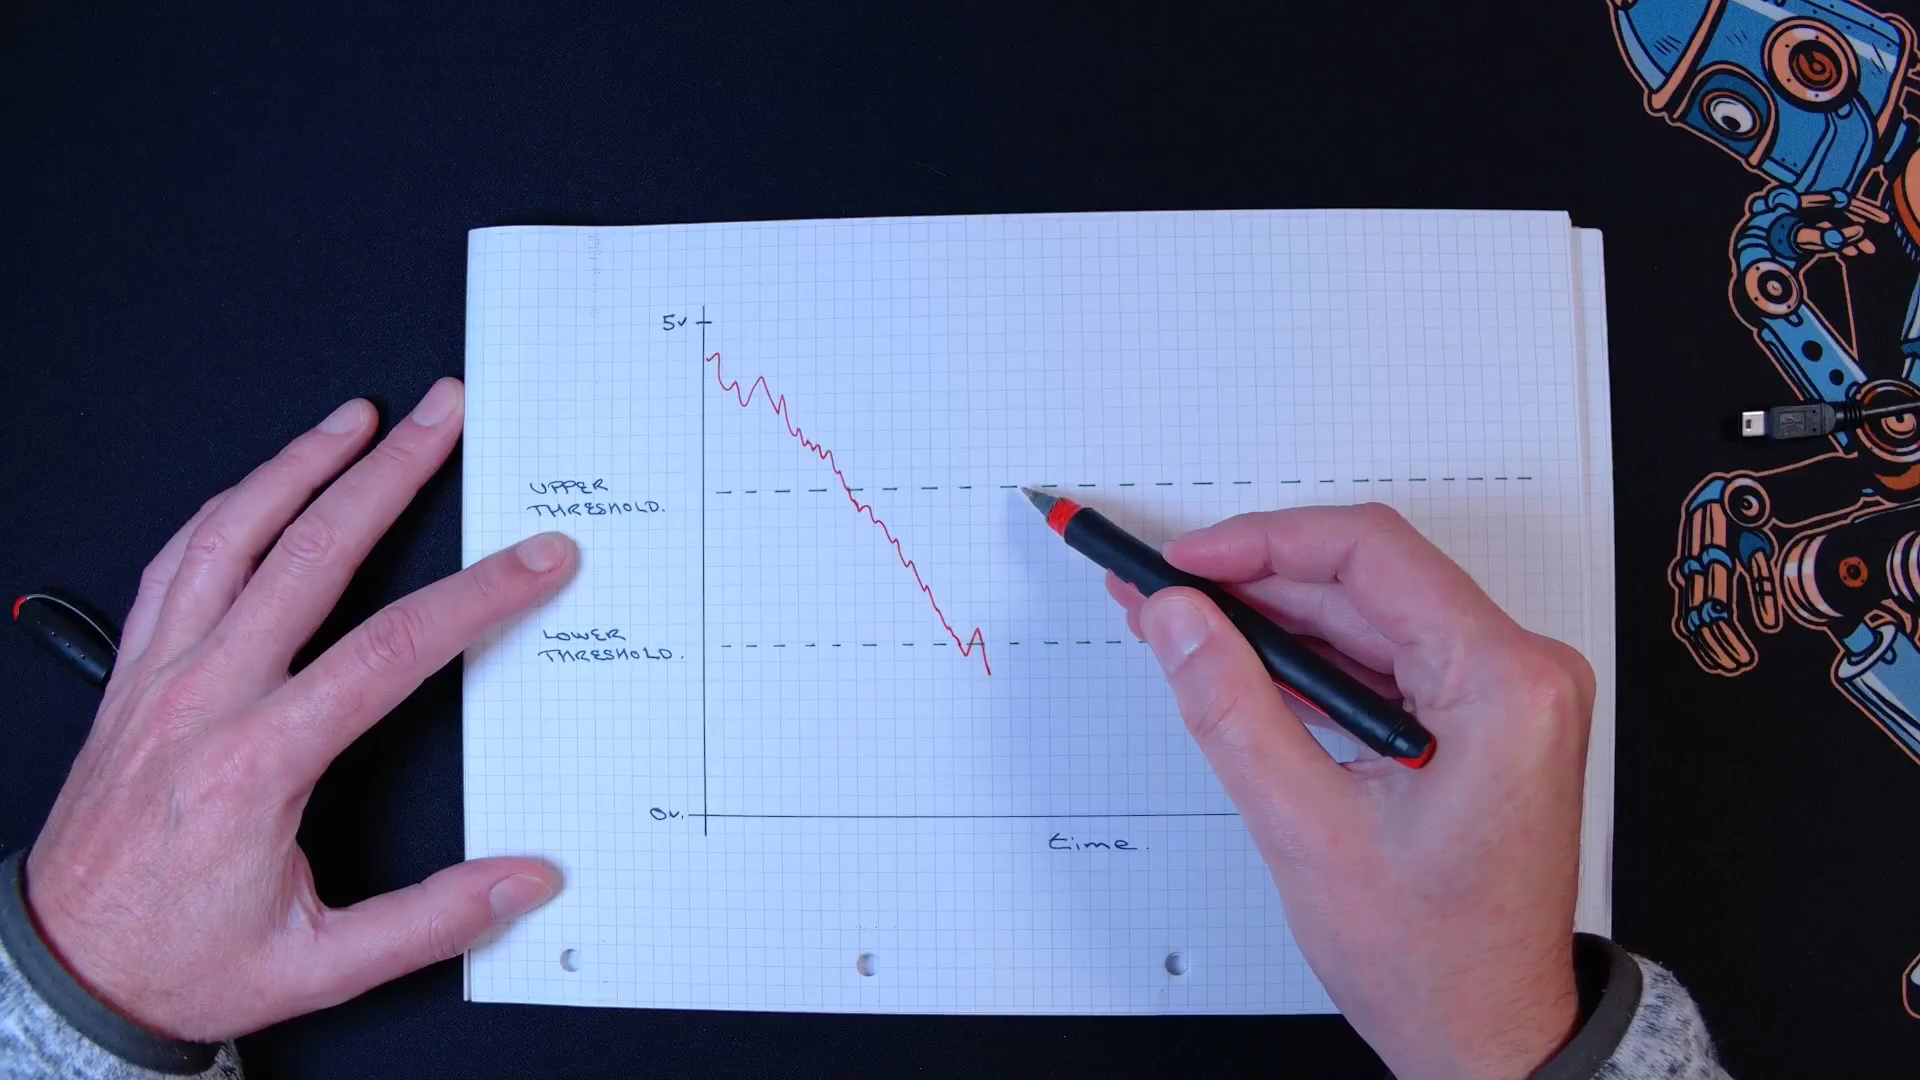 5v
UPPER
THRESHOLD.
LOWER
THRESHOLD.
0v.
time.